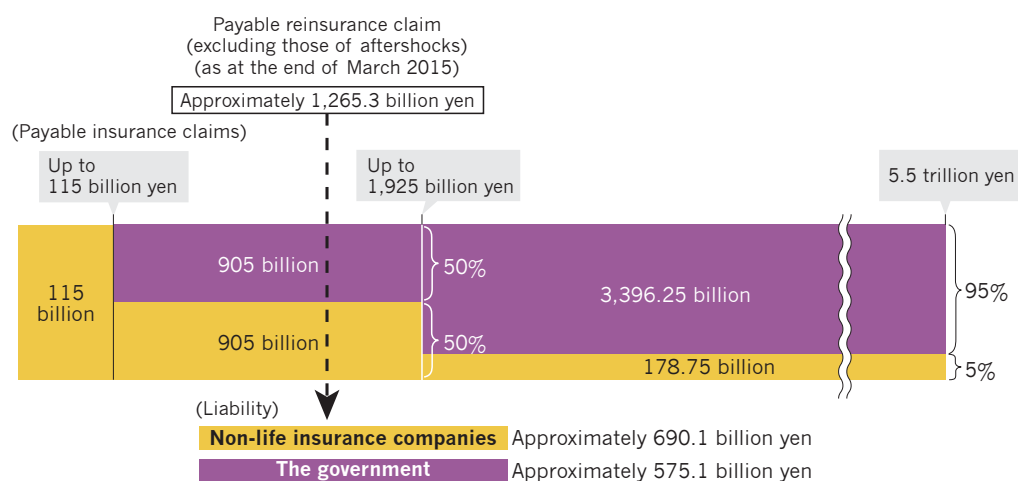 Payable reinsurance claim
(excluding those of aftershocks)
(as at the end of March 2015)
Approximately 1,265.3 billion yen
(Payable insurance claims)
Up to
115 billion yen
Up to
1,925 billion yen
5.5 trillion yen
115
billion
905 billion
50%
905 billion
50%
3,396.25 billion
95%
178.75 billion
5%
(Liability)
Non-life insurance companies Approximately 690.1 billion yen
The government Approximately 575.1 billion yen